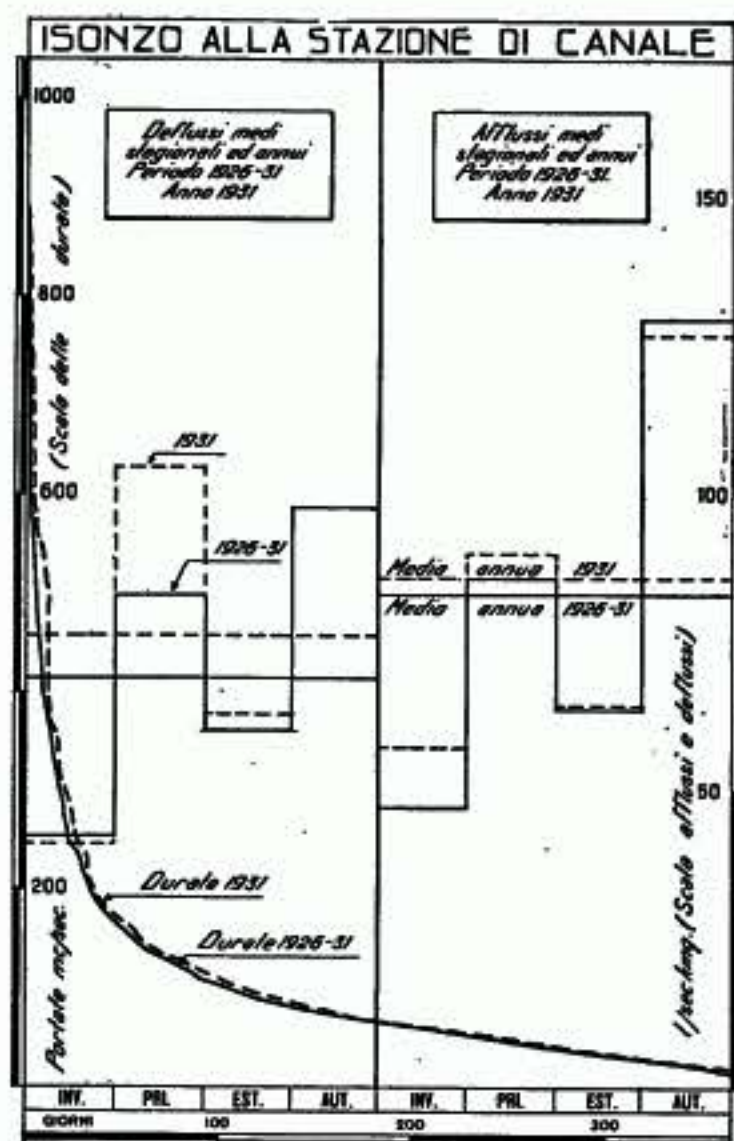 ISONZO ALLA STAZIONE DI CANALE
1000
Deflussi medi
stagionali ed annui
Periodo 1926-31
Anno 1931
Afflussi medi
stagionali ed annui
Periodo 1926-31.
Anno 1931
150
800
(Scala delle durate)
1931
600
100
1926-31
Media annua 1931
Media annua 1926-31
50
200
Durate 1931
Durate 1926-31
Portate mc/sec.
l/sec.kmq. (Scala afflussi e deflussi)
INV. PRI. EST. AUT. INV. PRI. EST. AUT.
GIORNI 100 200 300